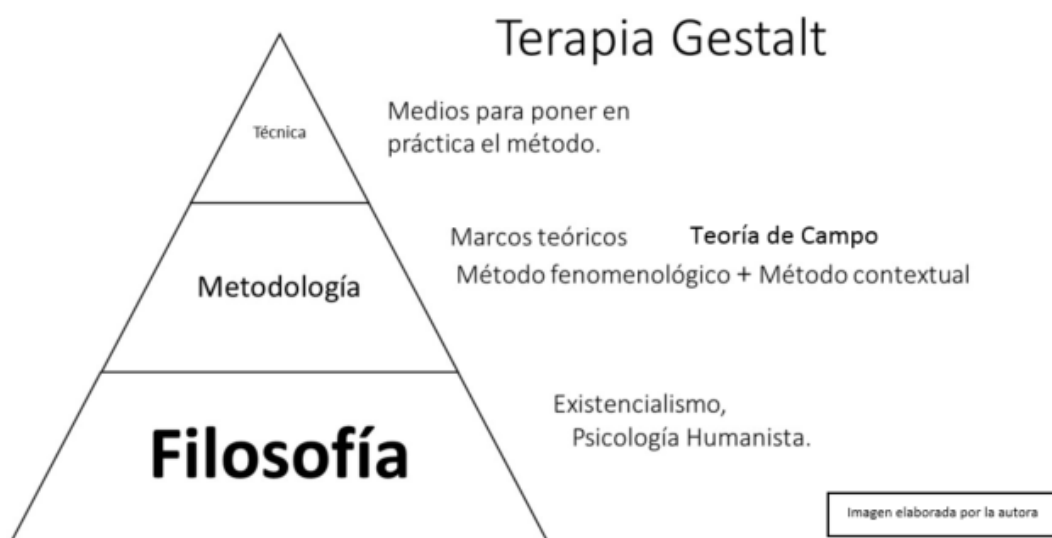 Terapia Gestalt
Técnica
Medios para poner en
práctica el método.
Metodología
Marcos teóricos Teoría de Campo
Método fenomenológico + Método contextual
Filosofía
Existencialismo,
Psicología Humanista.
Imagen elaborada por la autora